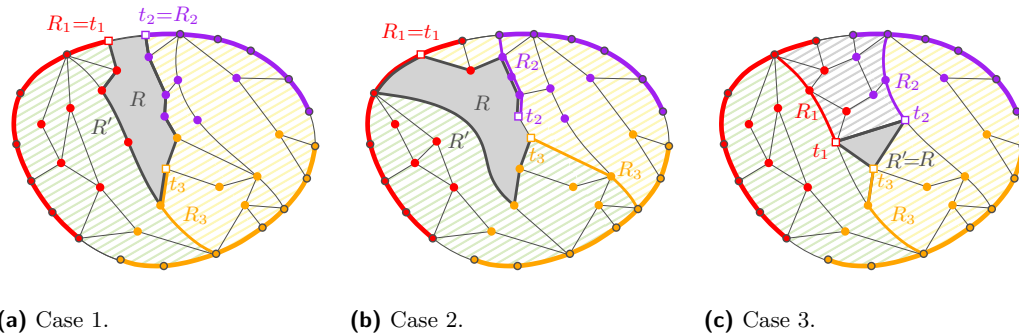 R₁=t₁ t₂=R₂
R
R′
t₃
R₃
(a) Case 1.
R₁=t₁
R₂
R
t₂
R′
t₃
R₃
(b) Case 2.
R₂
R₁
t₂
t₁
R′=R
t₃
R₃
(c) Case 3.